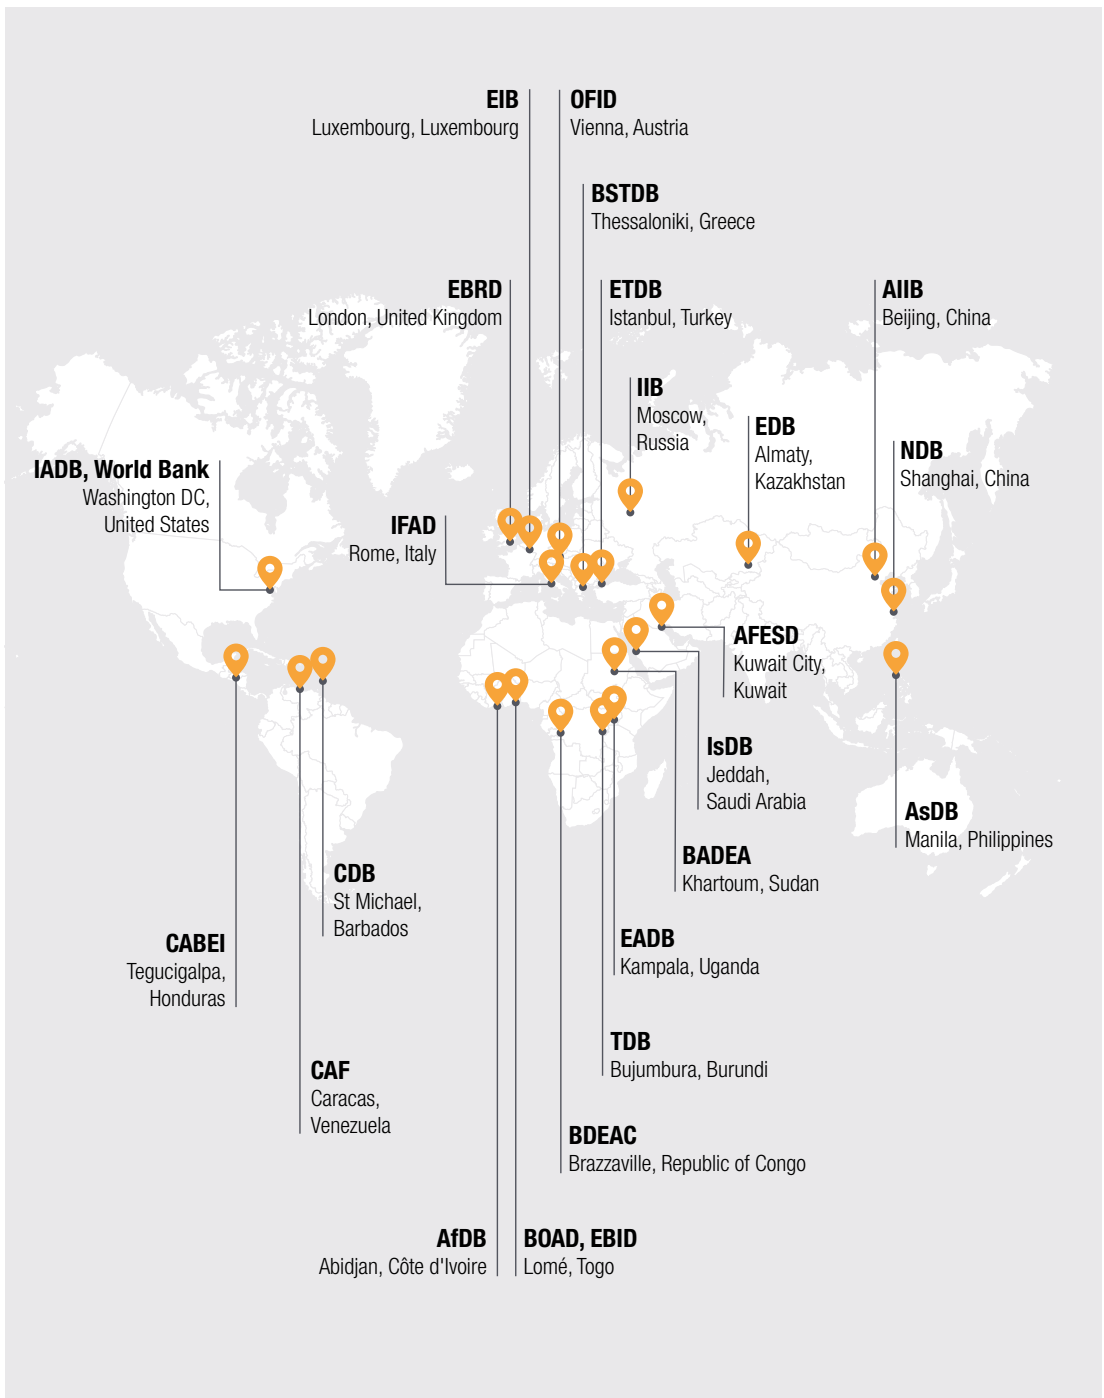 EIB
Luxembourg, Luxembourg
OFID
Vienna, Austria
BSTDB
Thessaloniki, Greece
EBRD
London, United Kingdom
ETDB
Istanbul, Turkey
AIIB
Beijing, China
IIB
Moscow,
Russia
EDB
Almaty,
Kazakhstan
NDB
Shanghai, China
IADB, World Bank
Washington DC,
United States
IFAD
Rome, Italy
AFESD
Kuwait City,
Kuwait
IsDB
Jeddah,
Saudi Arabia
AsDB
Manila, Philippines
BADEA
Khartoum, Sudan
CDB
St Michael,
Barbados
CABEI
Tegucigalpa,
Honduras
EADB
Kampala, Uganda
TDB
Bujumbura, Burundi
CAF
Caracas,
Venezuela
BDEAC
Brazzaville, Republic of Congo
AfDB
Abidjan, Côte d'Ivoire
BOAD, EBID
Lomé, Togo